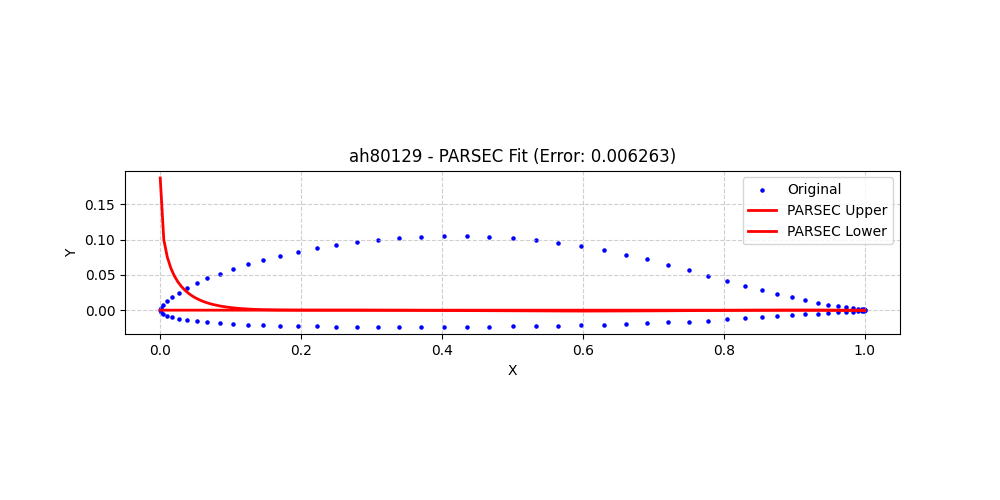 ah80129 - PARSEC Fit (Error: 0.006263)
Original
PARSEC Upper
PARSEC Lower
Y
0.15
0.10
0.05
0.00
0.0 0.2 0.4 0.6 0.8 1.0
X